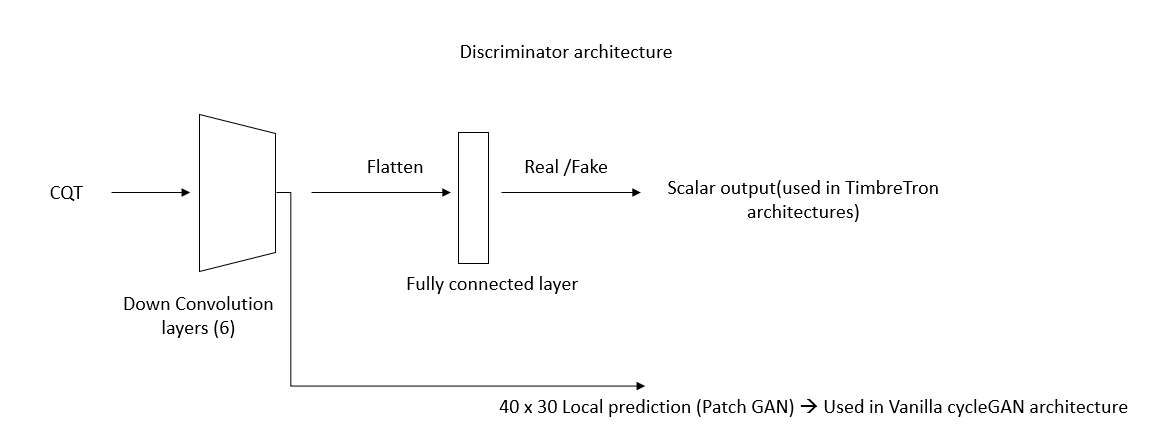 Discriminator architecture
Flatten
Real /Fake
CQT
Scalar output(used in TimbreTron
architectures)
Fully connected layer
Down Convolution
layers (6)
40 x 30 Local prediction (Patch GAN) → Used in Vanilla cycleGAN architecture